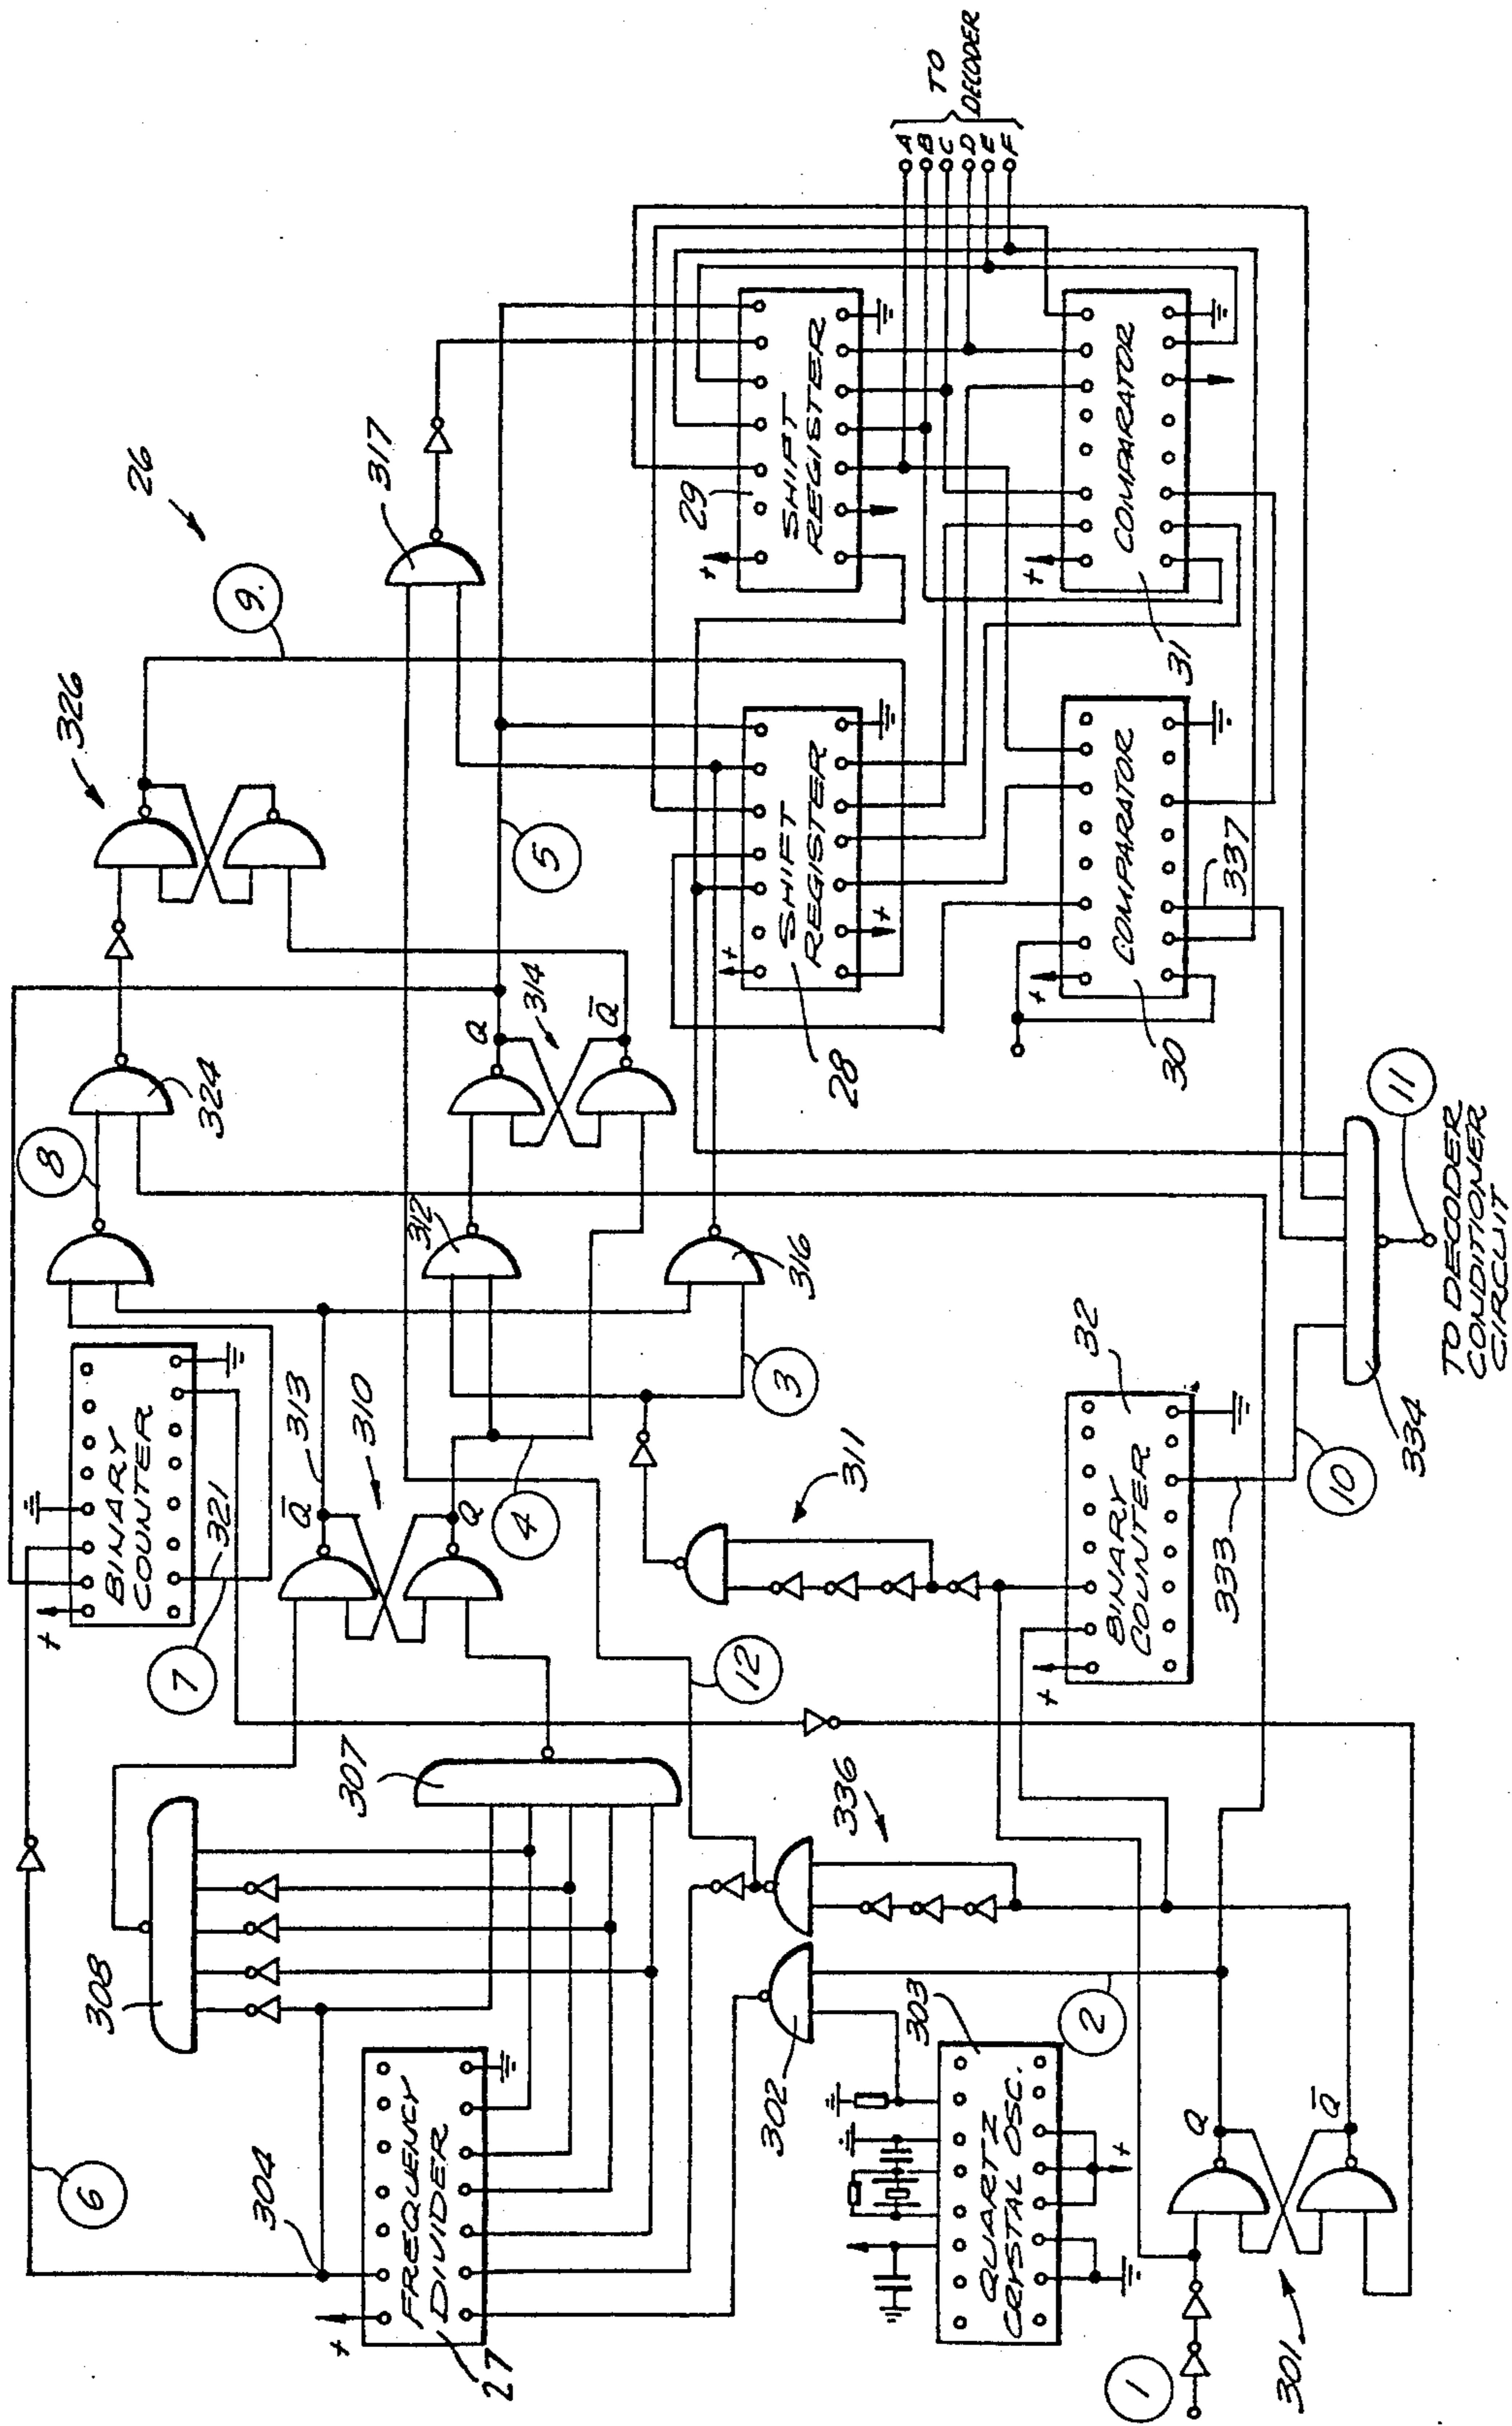 26
9.
326
317
5
TO
DECODER
A
B
C
D
E
F
29
SHIFT
REGISTER
+
SHIFT
REGISTER
+
+
28
COMPARATOR
+
31
COMPARATOR
+
30
337
8
324
Q
314
Q̄
312
316
3
11
TO DECODER
CONDITIONER
CIRCUIT
334
10
BINARY
COUNTER
+
321
7
313
310
Q̄
Q
4
311
32
BINARY
COUNTER
+
333
12
307
308
336
6
304
FREQUENCY
DIVIDER
+
27
302
303
2
QUARTZ
CRYSTAL OSC.
+
Q
Q̄
301
1